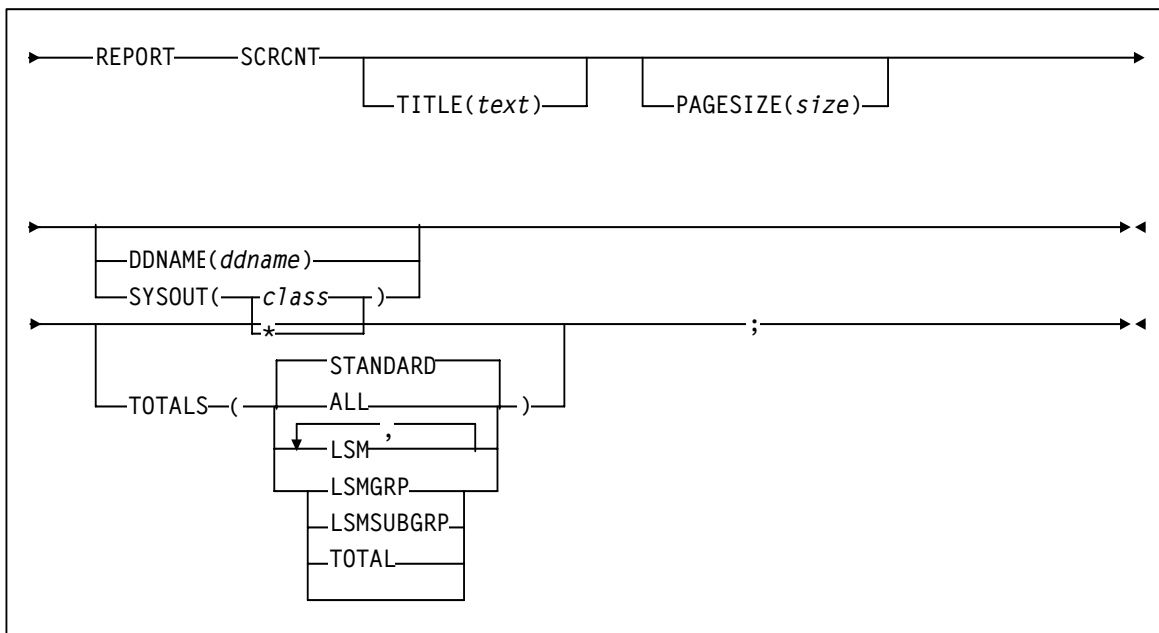 REPORT SCRCNT
TITLE(text) PAGESIZE(size)
DDNAME(ddname)
SYSOUT( class )
*
;
STANDARD
TOTALS ( ALL )
,
LSM
LSMGRP
LSMSUBGRP
TOTAL